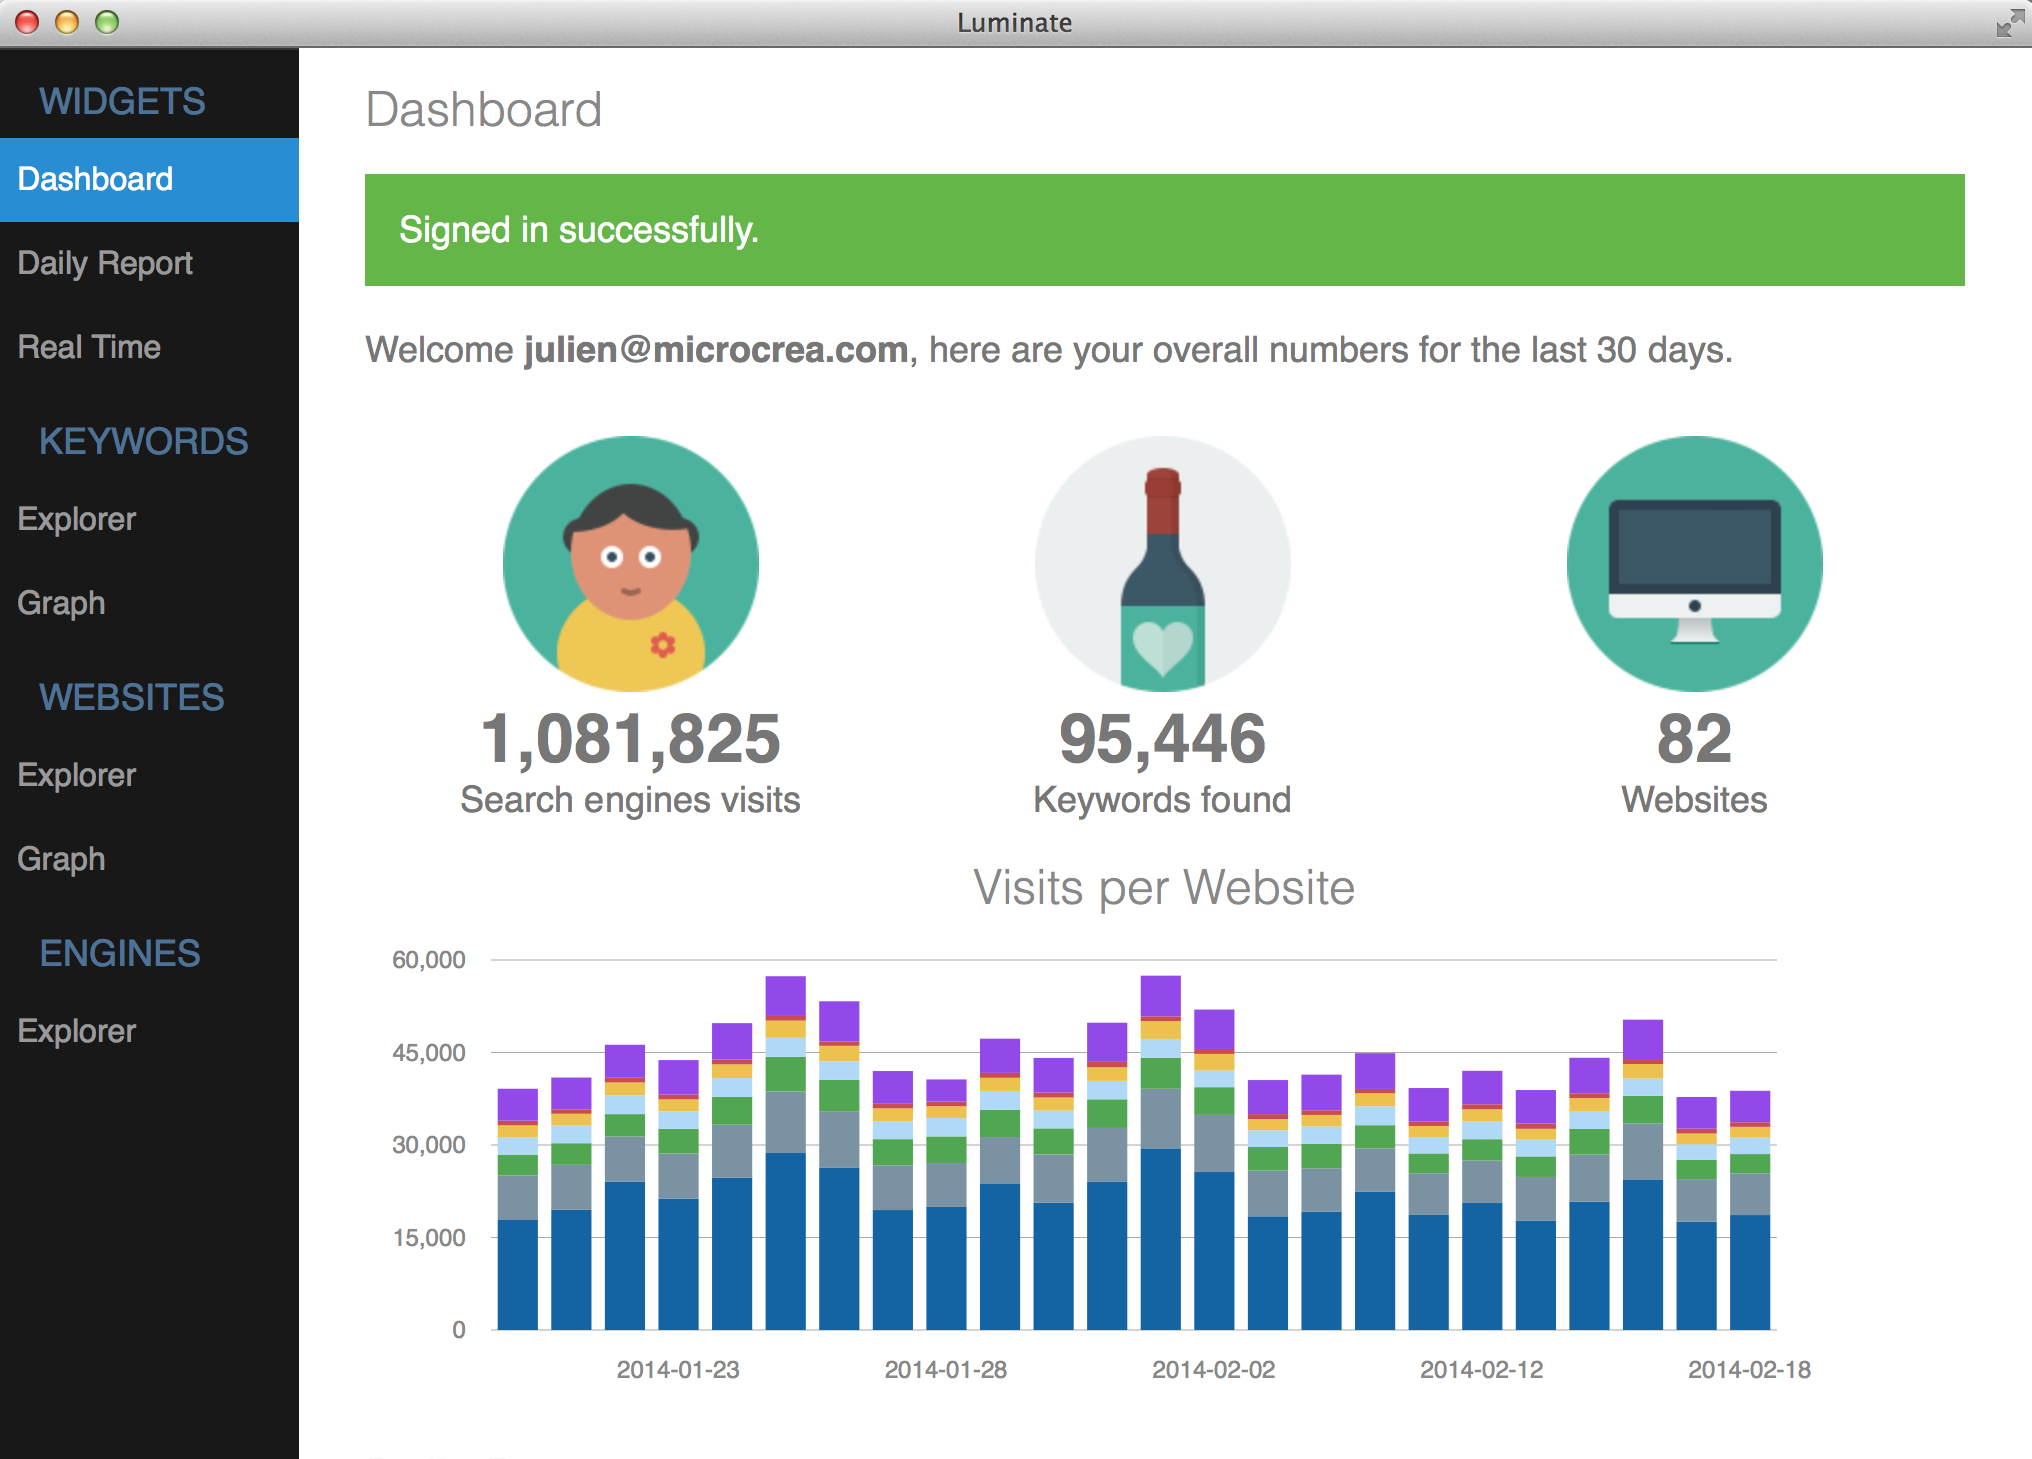 Luminate
WIDGETS
Dashboard
Daily Report
Real Time
KEYWORDS
Explorer
Graph
WEBSITES
Explorer
Graph
ENGINES
Explorer
Dashboard
Signed in successfully.
Welcome julien@microcrea.com, here are your overall numbers for the last 30 days.
1,081,825
Search engines visits
95,446
Keywords found
82
Websites
Visits per Website
60,000
45,000
30,000
15,000
0
2014-01-23 2014-01-28 2014-02-02 2014-02-12 2014-02-18